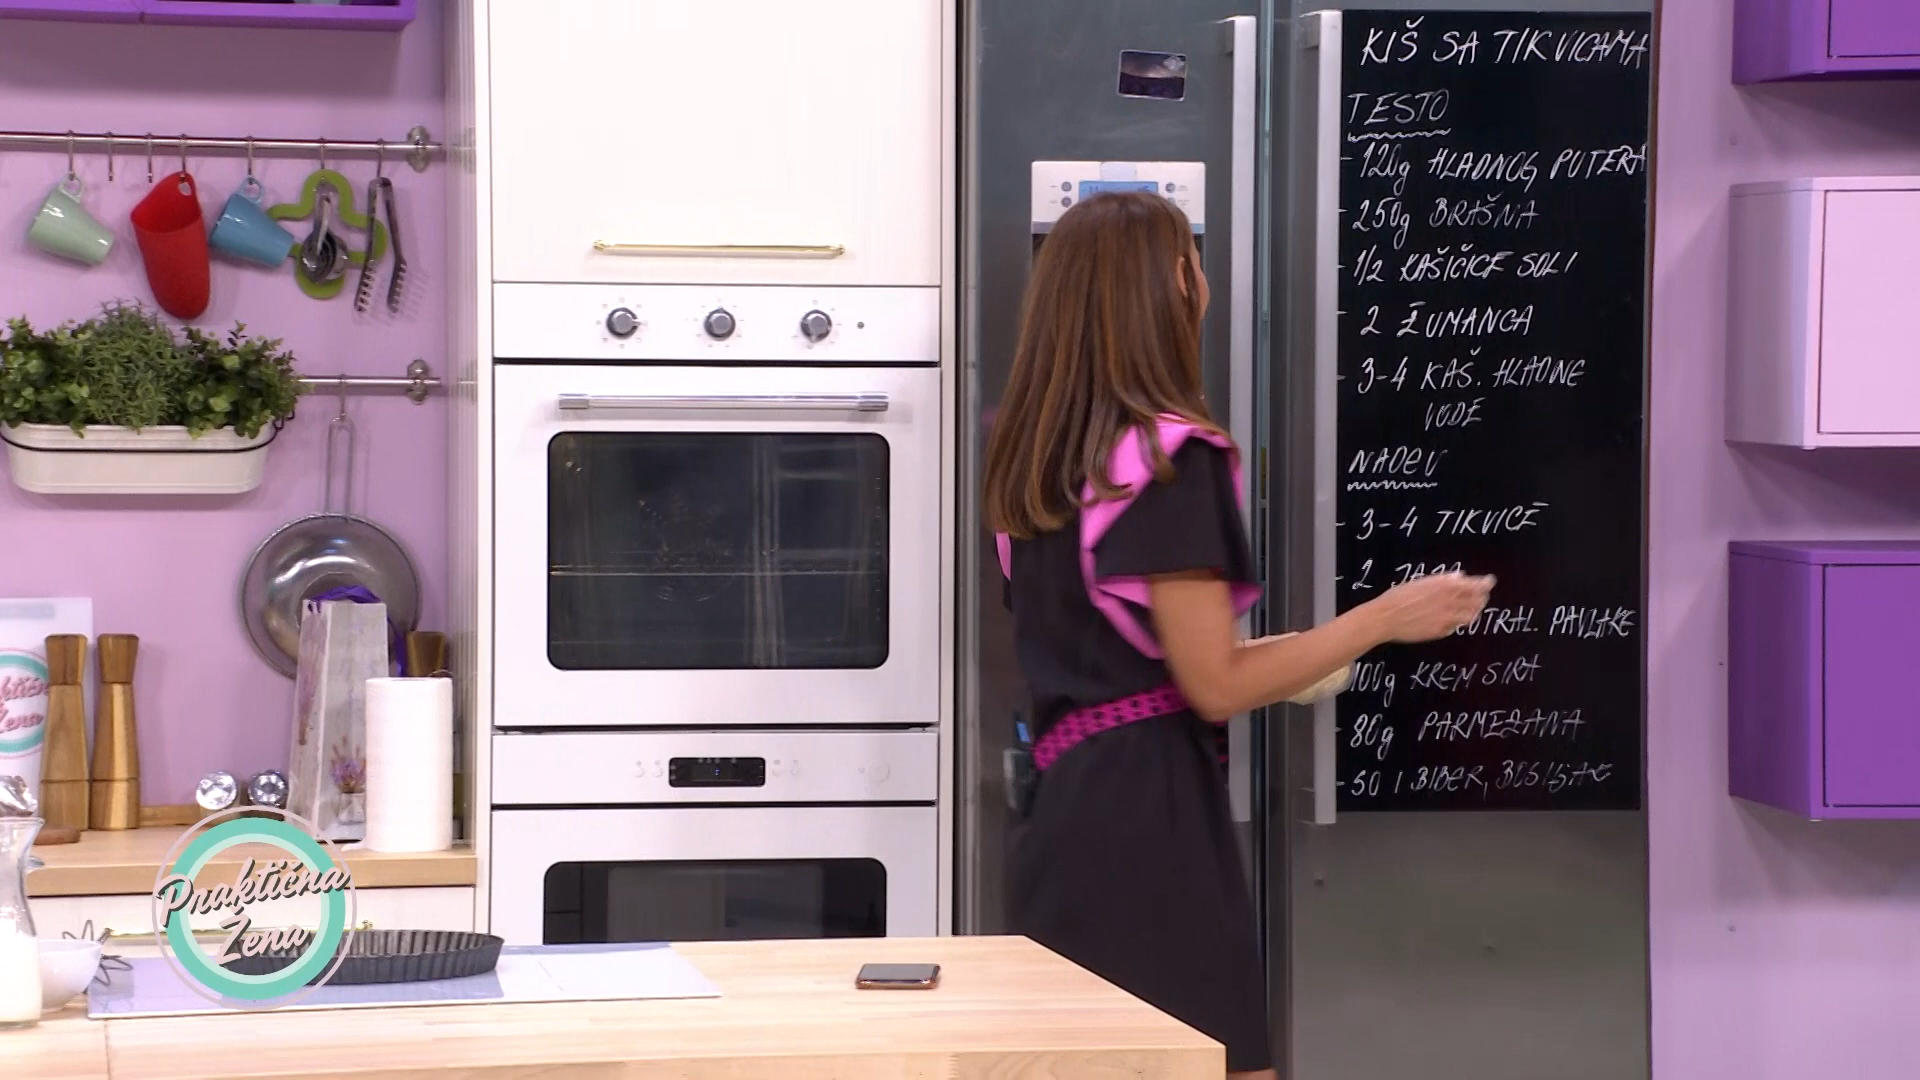 KIŠ SA TIKVICAMA
TESTO
- 120g HLADNOG PUTERA
- 250g BRAŠNA
- 1/2 KAŠIČICE SOLI
- 2 ŽUMANCA
- 3-4 KAŠ. HLADNE
VODE
NADEV
- 3-4 TIKVICE
- 2 JAJA
PAVLAKE
100g KREM SIRA
- 80g PARMEZANA
- SO I BIBER, BOSILJAK
Praktična
Žena